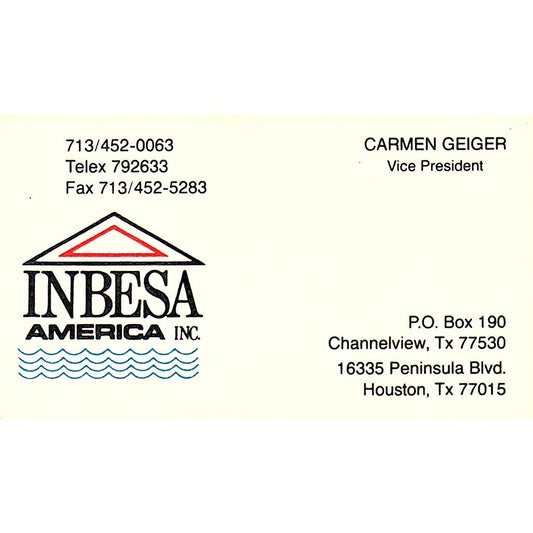 713/452-0063
Telex 792633
Fax 713/452-5283
CARMEN GEIGER
Vice President
INBESA
AMERICA INC.
P.O. Box 190
Channelview, Tx 77530
16335 Peninsula Blvd.
Houston, Tx 77015